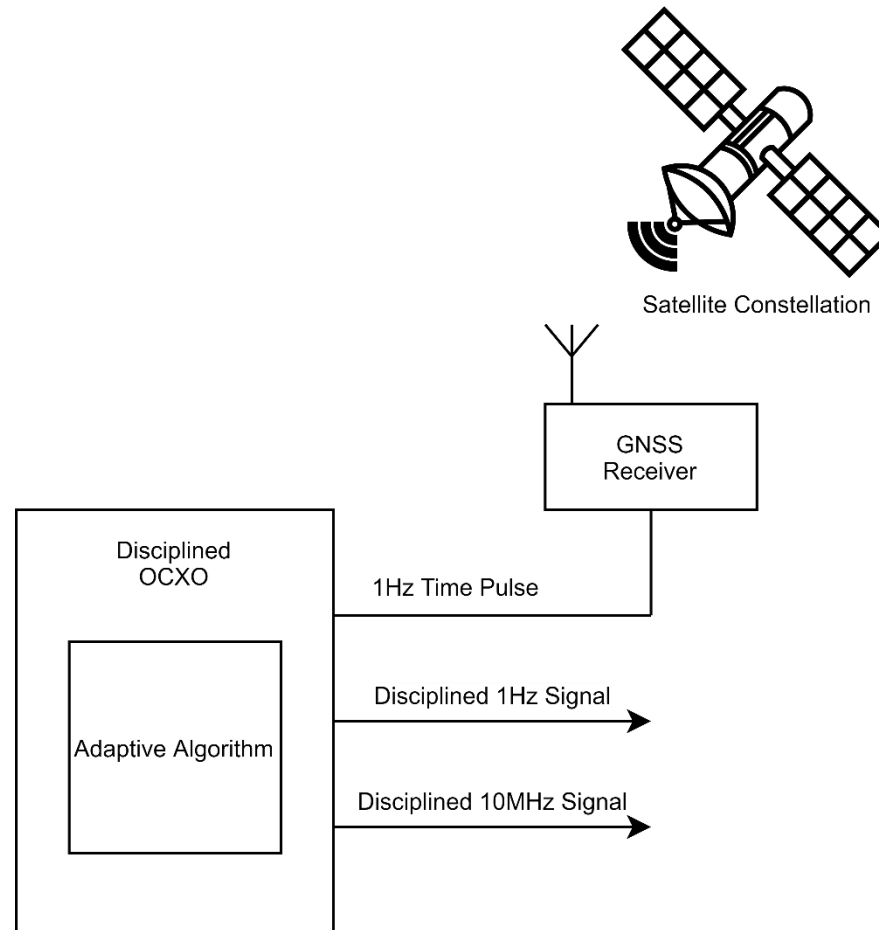 Satellite Constellation
GNSS
Receiver
Disciplined
OCXO
1Hz Time Pulse
Disciplined 1Hz Signal
Adaptive Algorithm
Disciplined 10MHz Signal